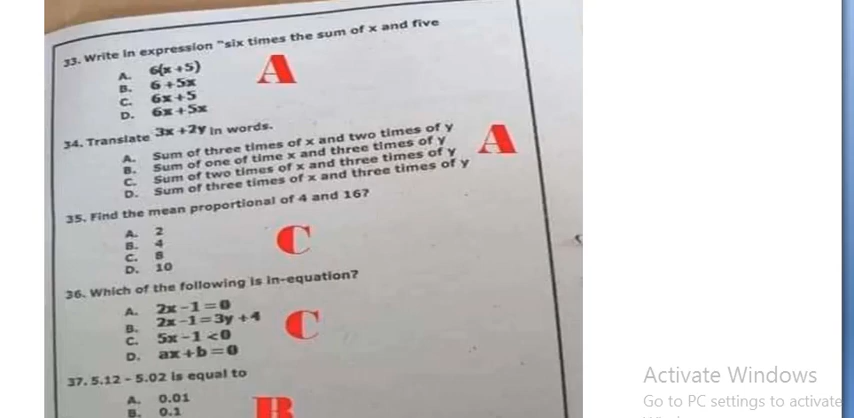 33. Write in expression "six times the sum of x and five
A. 6(x +5)
B. 6 +5x
C. 6x +5
D. 6x +5x
A
34. Translate 3x +2y in words.
A. Sum of three times of x and two times of y
B. Sum of one of time x and three times of y
C. Sum of two times of x and three times of y
D. Sum of three times of x and three times of y
A
35. Find the mean proportional of 4 and 16?
A. 2
B. 4
C. 8
D. 10
C
36. Which of the following is in-equation?
A. 2x -1 = 0
B. 2x -1 = 3y +4
C. 5x -1 <0
D. ax +b = 0
C
37. 5.12 - 5.02 is equal to
A. 0.01
B. 0.1
B
Activate Windows
Go to PC settings to activate